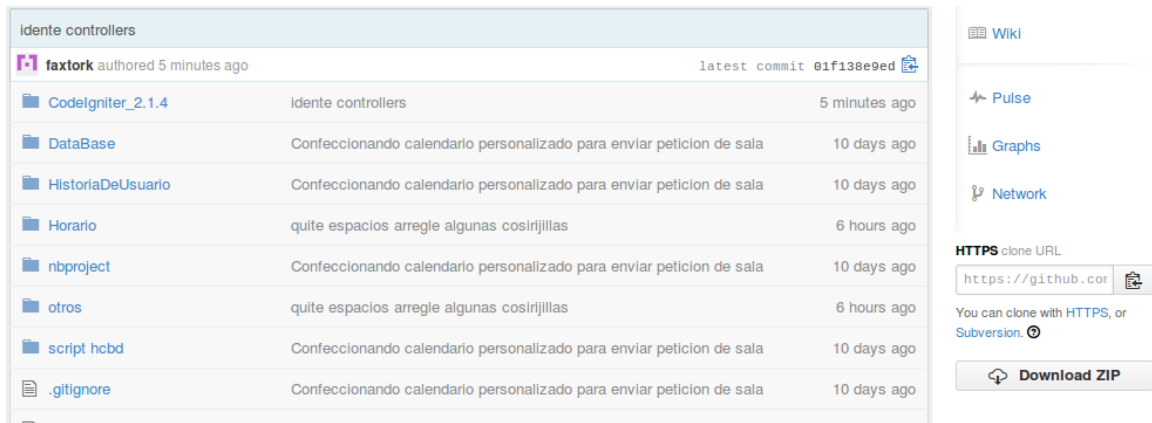 idente controllers
faxtork authored 5 minutes ago latest commit 01f138e9ed
CodeIgniter_2.1.4 idente controllers 5 minutes ago
DataBase Confeccionando calendario personalizado para enviar peticion de sala 10 days ago
HistoriaDeUsuario Confeccionando calendario personalizado para enviar peticion de sala 10 days ago
Horario quite espacios arregle algunas cosirijillas 6 hours ago
nbproject Confeccionando calendario personalizado para enviar peticion de sala 10 days ago
otros quite espacios arregle algunas cosirijillas 6 hours ago
script hcbd Confeccionando calendario personalizado para enviar peticion de sala 10 days ago
.gitignore Confeccionando calendario personalizado para enviar peticion de sala 10 days ago
Wiki
Pulse
Graphs
Network
HTTPS clone URL
https://github.com
You can clone with HTTPS, or
Subversion.
Download ZIP